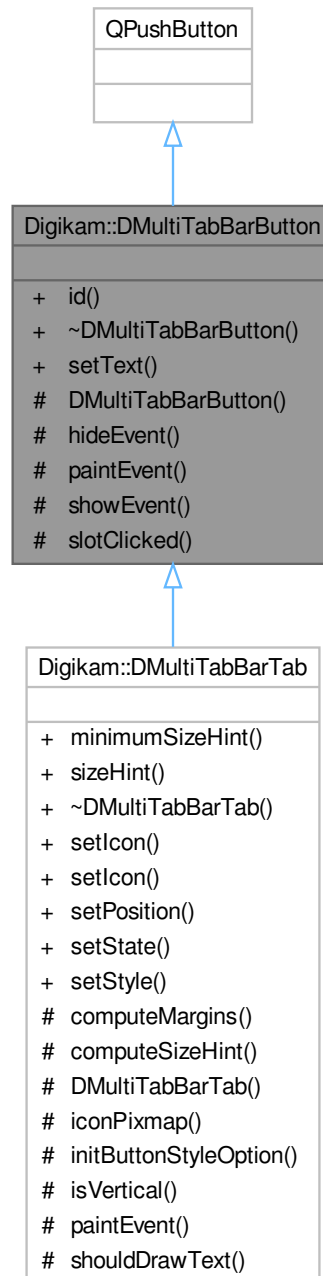 QPushButton
Digikam::DMultiTabBarButton
+ id()
+ ~DMultiTabBarButton()
+ setText()
# DMultiTabBarButton()
# hideEvent()
# paintEvent()
# showEvent()
# slotClicked()
Digikam::DMultiTabBarTab
+ minimumSizeHint()
+ sizeHint()
+ ~DMultiTabBarTab()
+ setIcon()
+ setIcon()
+ setPosition()
+ setState()
+ setStyle()
# computeMargins()
# computeSizeHint()
# DMultiTabBarTab()
# iconPixmap()
# initButtonStyleOption()
# isVertical()
# paintEvent()
# shouldDrawText()